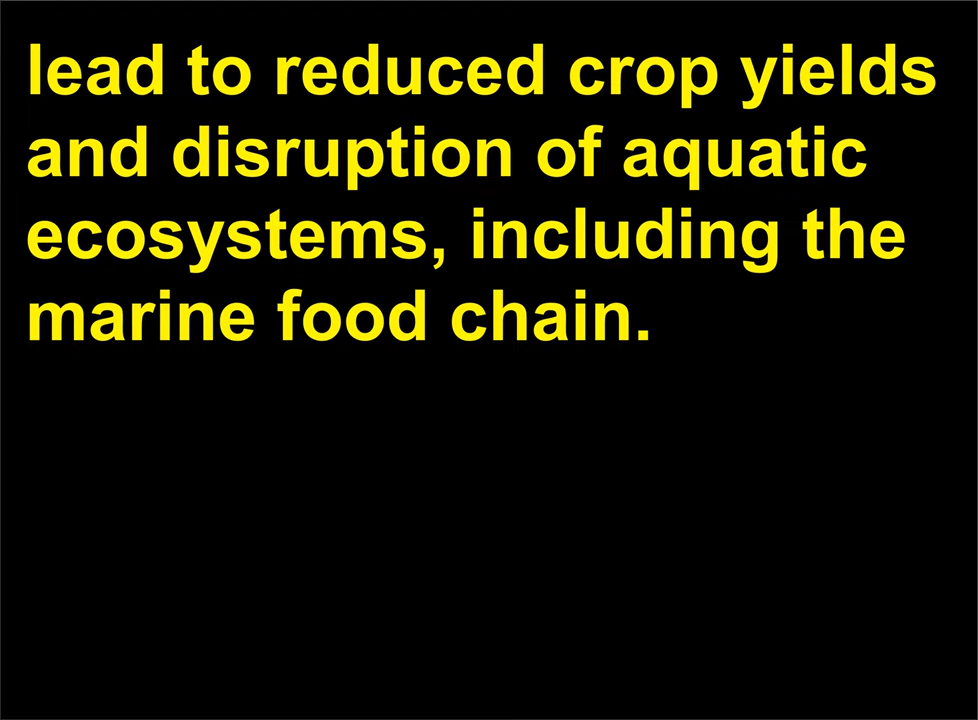 lead to reduced crop yields
and disruption of aquatic
ecosystems, including the
marine food chain.